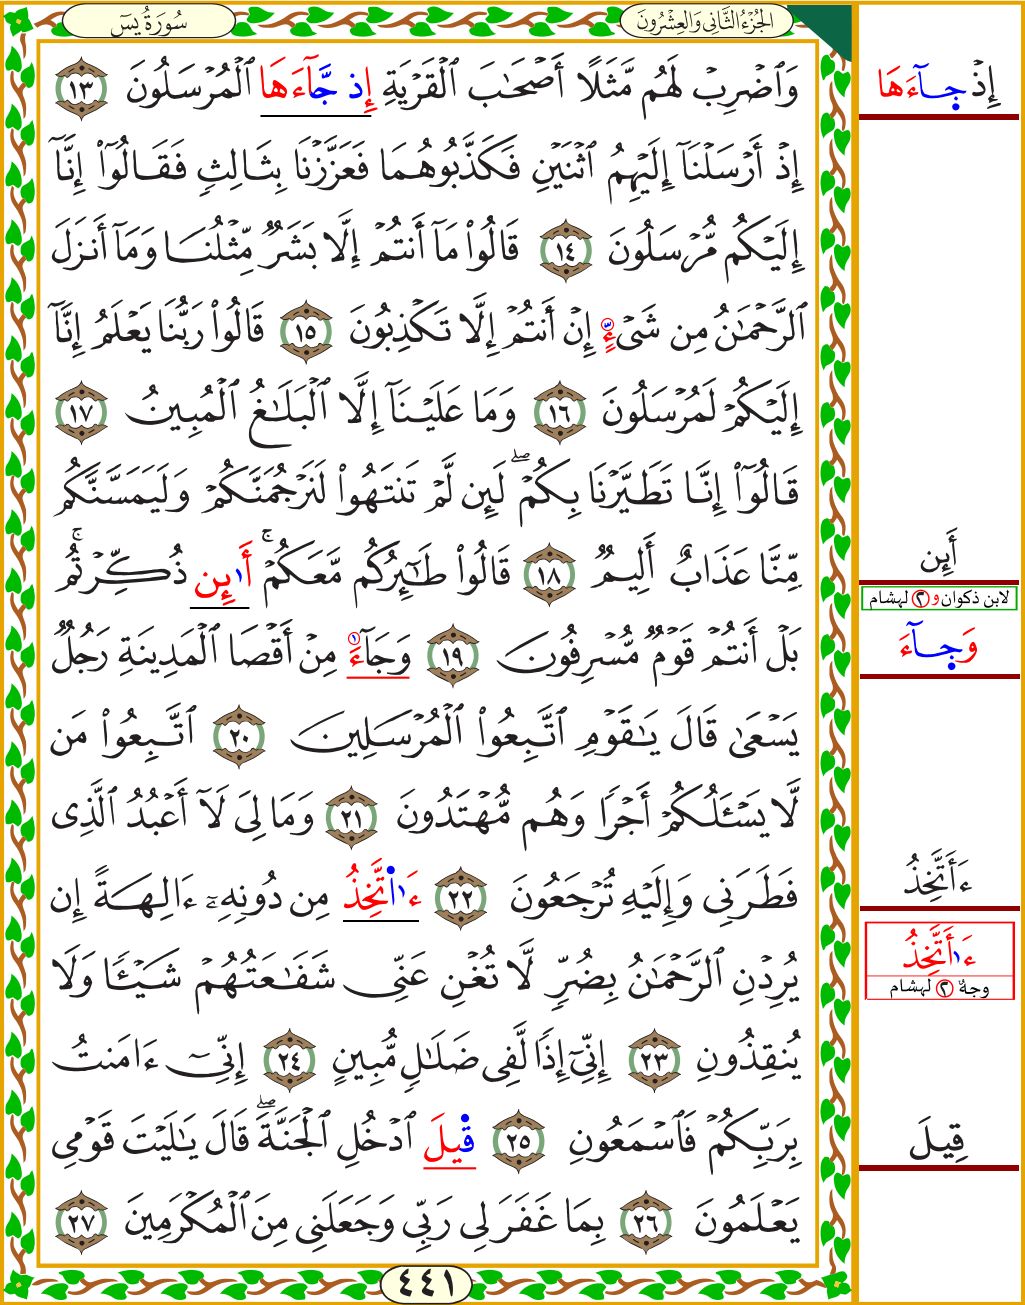 الجُزْءُ الثَّانِي وَالعِشْرُونَ
سُورَةُ يسٓ
وَٱضْرِبْ لَهُم مَّثَلًا أَصْحَٰبَ ٱلْقَرْيَةِ إِذ جَّآءَهَا ٱلْمُرْسَلُونَ ١٣
إِذْ أَرْسَلْنَآ إِلَيْهِمُ ٱثْنَيْنِ فَكَذَّبُوهُمَا فَعَزَّزْنَا بِثَالِثٍ فَقَالُوٓا۟ إِنَّآ
إِلَيْكُم مُّرْسَلُونَ ١٤ قَالُوا۟ مَآ أَنتُمْ إِلَّا بَشَرٌ مِّثْلُنَا وَمَآ أَنزَلَ
ٱلرَّحْمَٰنُ مِن شَىْءٍ إِنْ أَنتُمْ إِلَّا تَكْذِبُونَ ١٥ قَالُوا۟ رَبُّنَا يَعْلَمُ إِنَّآ
إِلَيْكُمْ لَمُرْسَلُونَ ١٦ وَمَا عَلَيْنَآ إِلَّا ٱلْبَلَٰغُ ٱلْمُبِينُ ١٧
قَالُوٓا۟ إِنَّا تَطَيَّرْنَا بِكُمْ ۖ لَئِن لَّمْ تَنتَهُوا۟ لَنَرْجُمَنَّكُمْ وَلَيَمَسَّنَّكُم
مِّنَّا عَذَابٌ أَلِيمٌ ١٨ قَالُوا۟ طَٰٓئِرُكُم مَّعَكُمْ ۚ أَٰئِن ذُكِّرْتُم ۚ
بَلْ أَنتُمْ قَوْمٌ مُّسْرِفُونَ ١٩ وَجَآءَ مِنْ أَقْصَا ٱلْمَدِينَةِ رَجُلٌ
يَسْعَىٰ قَالَ يَٰقَوْمِ ٱتَّبِعُوا۟ ٱلْمُرْسَلِينَ ٢٠ ٱتَّبِعُوا۟ مَن
لَّا يَسْـَٔلُكُمْ أَجْرًا وَهُم مُّهْتَدُونَ ٢١ وَمَا لِىَ لَآ أَعْبُدُ ٱلَّذِى
فَطَرَنِى وَإِلَيْهِ تُرْجَعُونَ ٢٢ ءَا۬تَّخِذُ مِن دُونِهِۦٓ ءَالِهَةً إِن
يُرِدْنِ ٱلرَّحْمَٰنُ بِضُرٍّ لَّا تُغْنِ عَنِّى شَفَٰعَتُهُمْ شَيْـًٔا وَلَا
يُنقِذُونِ ٢٣ إِنِّىٓ إِذًا لَّفِى ضَلَٰلٍ مُّبِينٍ ٢٤ إِنِّىٓ ءَامَنتُ
بِرَبِّكُمْ فَٱسْمَعُونِ ٢٥ قِيلَ ٱدْخُلِ ٱلْجَنَّةَ ۖ قَالَ يَٰلَيْتَ قَوْمِى
يَعْلَمُونَ ٢٦ بِمَا غَفَرَ لِى رَبِّى وَجَعَلَنِى مِنَ ٱلْمُكْرَمِينَ ٢٧
٤٤١
إِذْ جَآءَهَا
أَئِن
لابن ذكوان و٢ لهشام
وَجَآءَ
ءَأَتَّخِذُ
ءَٰأَتَّخِذُ
وجهٌ ٢ لهشام
قِيلَ